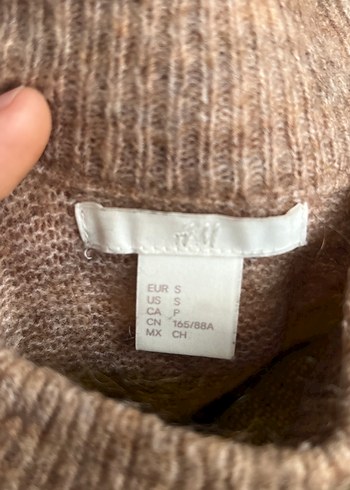 H&M
EUR S
US S
CA P
CN 165/88A
MX CH